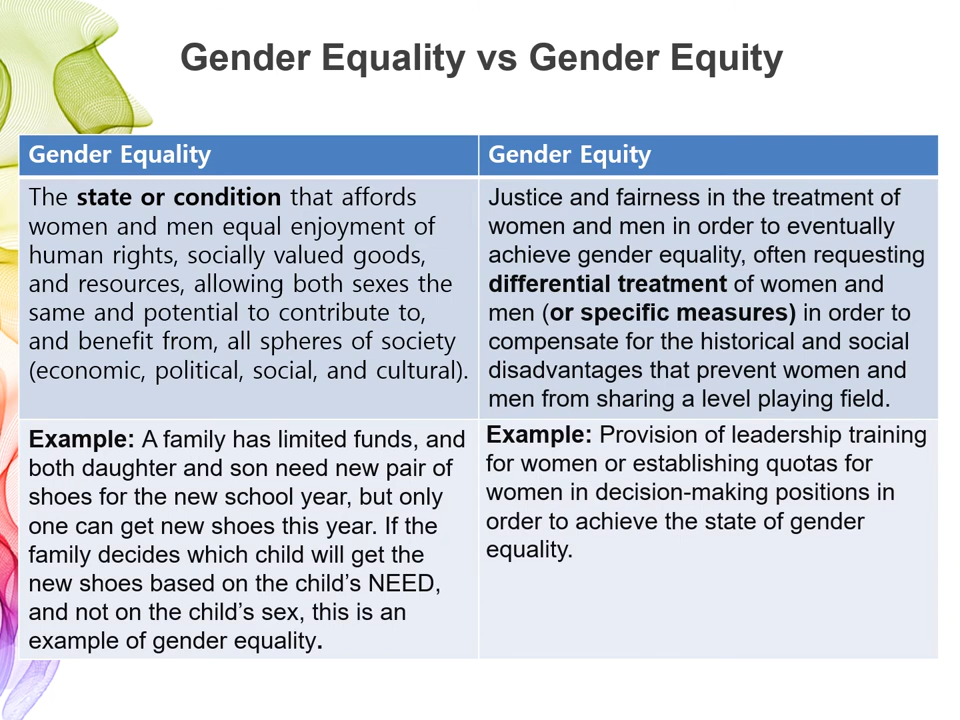 Gender Equality vs Gender Equity
Gender Equality
The state or condition that affords
women and men equal enjoyment of
human rights, socially valued goods,
and resources, allowing both sexes the
same and potential to contribute to,
and benefit from, all spheres of society
(economic, political, social, and cultural).
Example: A family has limited funds, and
both daughter and son need new pair of
shoes for the new school year, but only
one can get new shoes this year. If the
family decides which child will get the
new shoes based on the child's NEED,
and not on the child's sex, this is an
example of gender equality.
Gender Equity
Justice and fairness in the treatment of
women and men in order to eventually
achieve gender equality, often requesting
differential treatment of women and
men (or specific measures) in order to
compensate for the historical and social
disadvantages that prevent women and
men from sharing a level playing field.
Example: Provision of leadership training
for women or establishing quotas for
women in decision-making positions in
order to achieve the state of gender
equality.